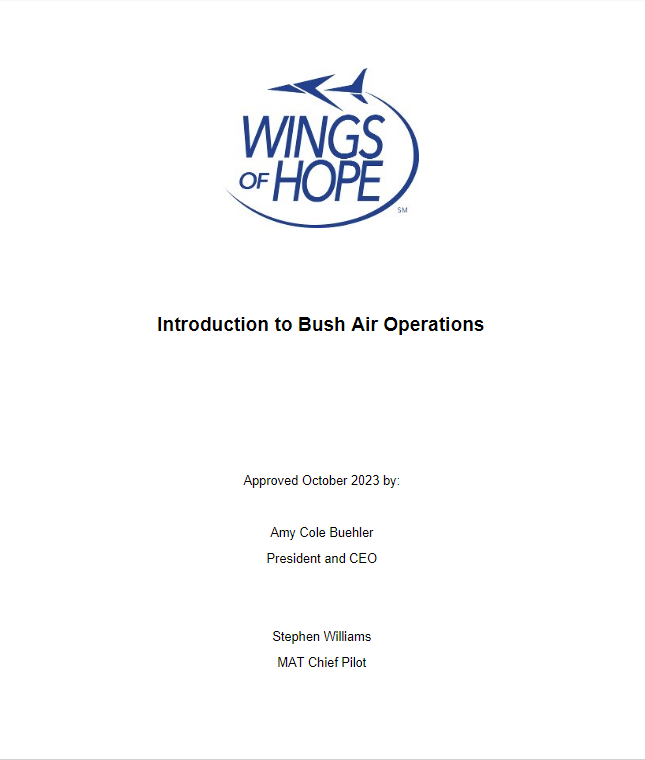 WINGS
OF HOPE
SM
Introduction to Bush Air Operations
Approved October 2023 by:
Amy Cole Buehler
President and CEO
Stephen Williams
MAT Chief Pilot